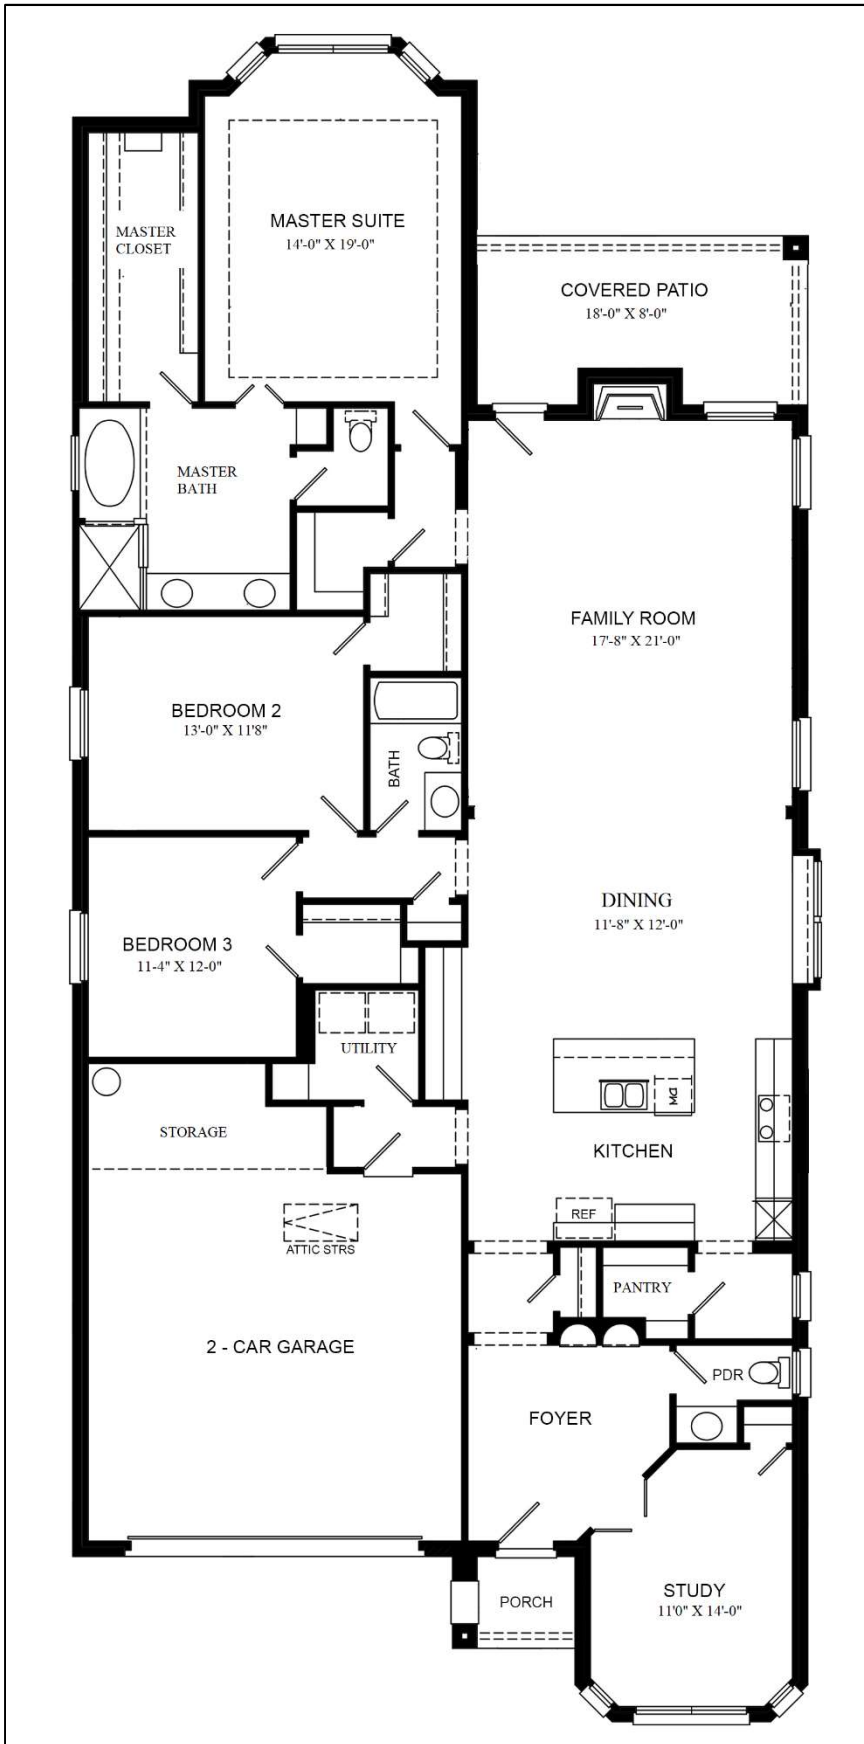 MASTER SUITE
14'-0" X 19'-0"
MASTER
CLOSET
COVERED PATIO
18'-0" X 8'-0"
MASTER
BATH
FAMILY ROOM
17'-8" X 21'-0"
BEDROOM 2
13'-0" X 11'8"
BATH
DINING
11'-8" X 12'-0"
BEDROOM 3
11-4" X 12'-0"
UTILITY
DW
STORAGE
KITCHEN
REF
ATTIC STRS
PANTRY
2 - CAR GARAGE
PDR
FOYER
STUDY
11'0" X 14'-0"
PORCH